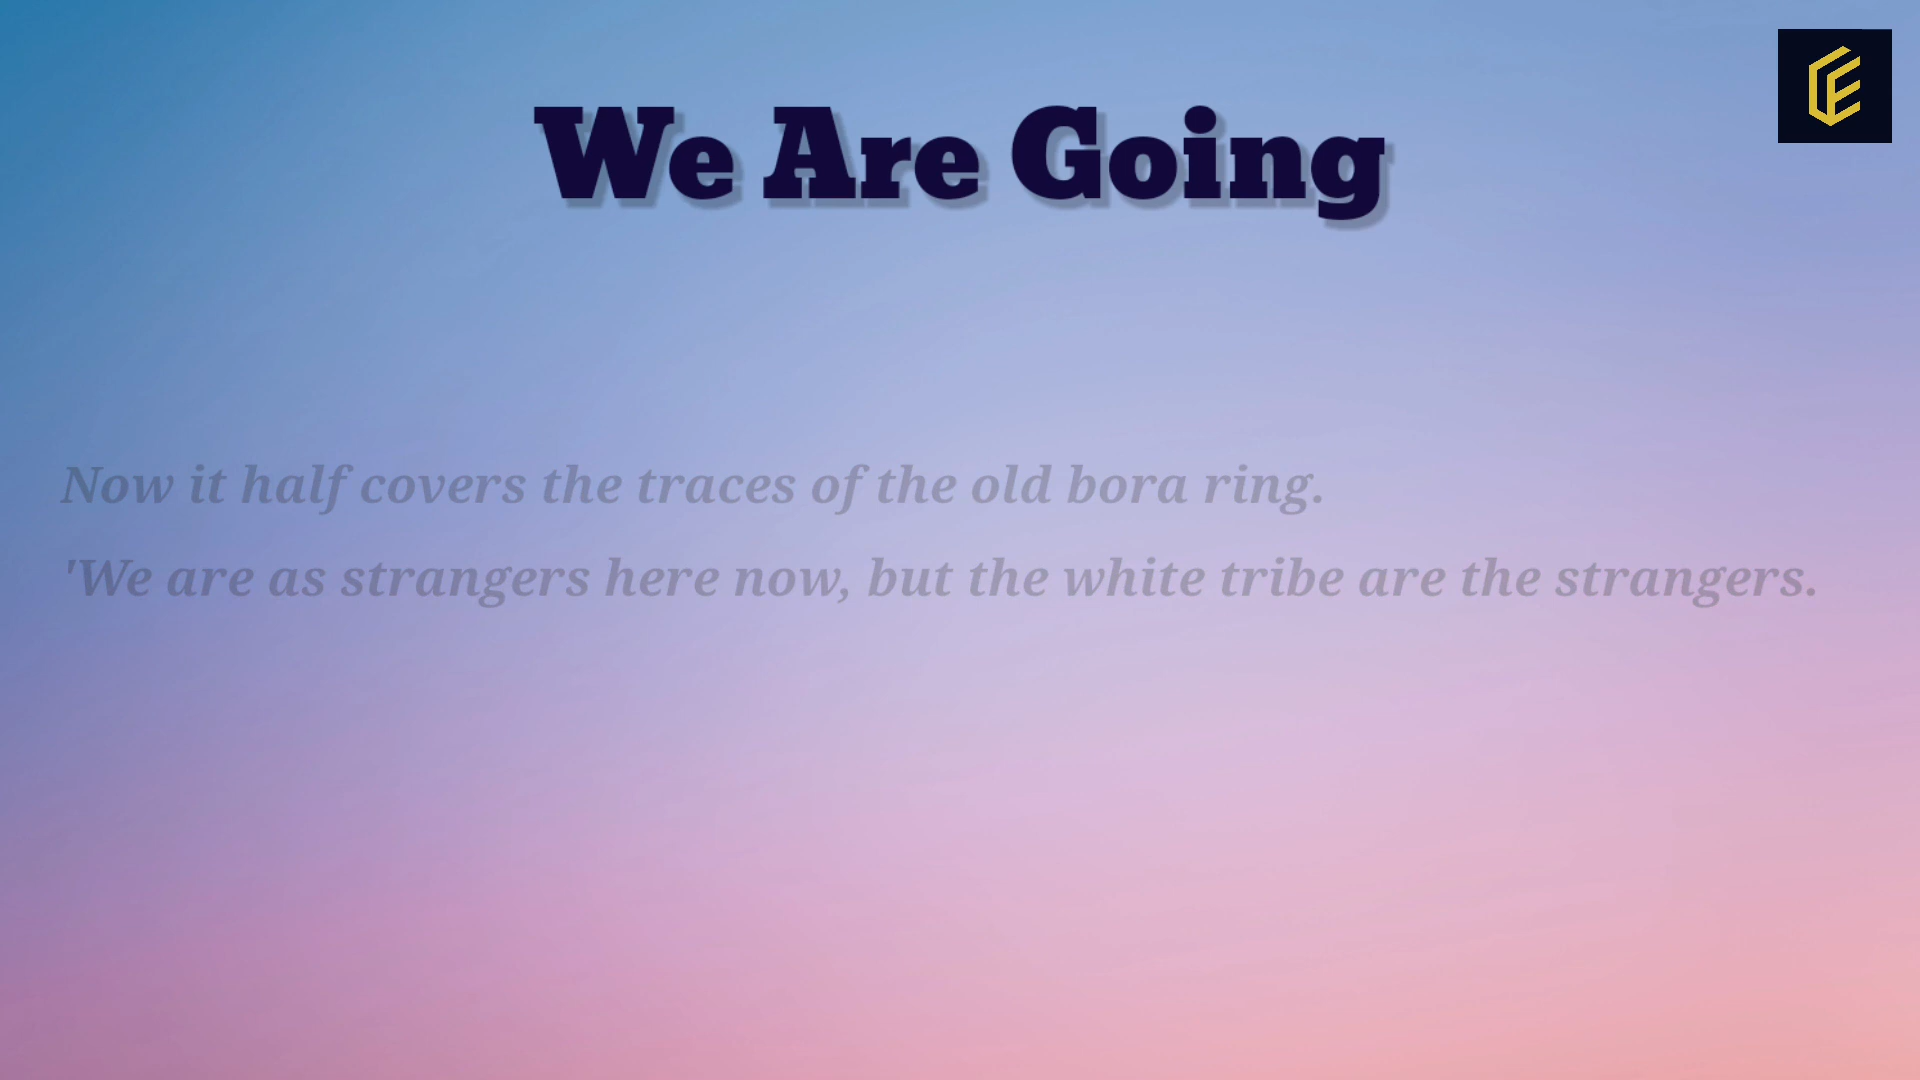 We Are Going
Now it half covers the traces of the old bora ring.
'We are as strangers here now, but the white tribe are the strangers.